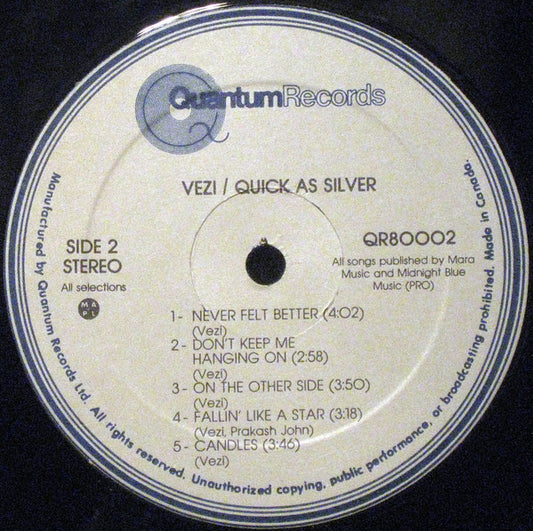 QuantumRecords
VEZI / QUICK AS SILVER
SIDE 2
STEREO
All selections
MA
PL
QR80002
All songs published by Mara
Music and Midnight Blue
Music (PRO)
1- NEVER FELT BETTER (4:02)
(Vezi)
2- DON'T KEEP ME
HANGING ON (2:58)
(Vezi)
3- ON THE OTHER SIDE (3:50)
(Vezi)
4- FALLIN' LIKE A STAR (3:18)
(Vezi, Prakash John)
5- CANDLES (3:46)
(Vezi)
Manufactured by Quantum Records Ltd. All rights reserved. Unauthorized copying, public performance, or broadcasting prohibited. Made in Canada.